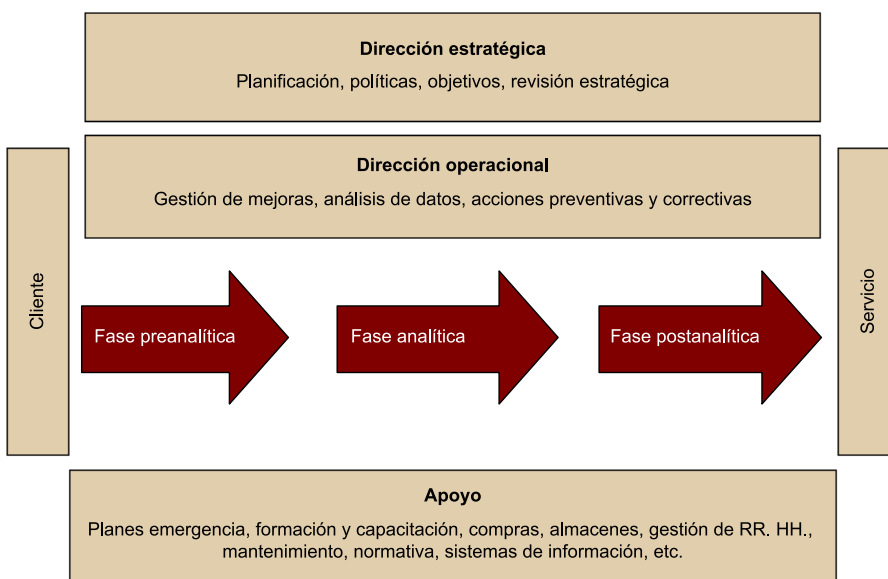 Dirección estratégica
Planificación, políticas, objetivos, revisión estratégica
Dirección operacional
Gestión de mejoras, análisis de datos, acciones preventivas y correctivas
Cliente
Fase preanalítica
Fase analítica
Fase postanalítica
Servicio
Apoyo
Planes emergencia, formación y capacitación, compras, almacenes, gestión de RR. HH.,
mantenimiento, normativa, sistemas de información, etc.